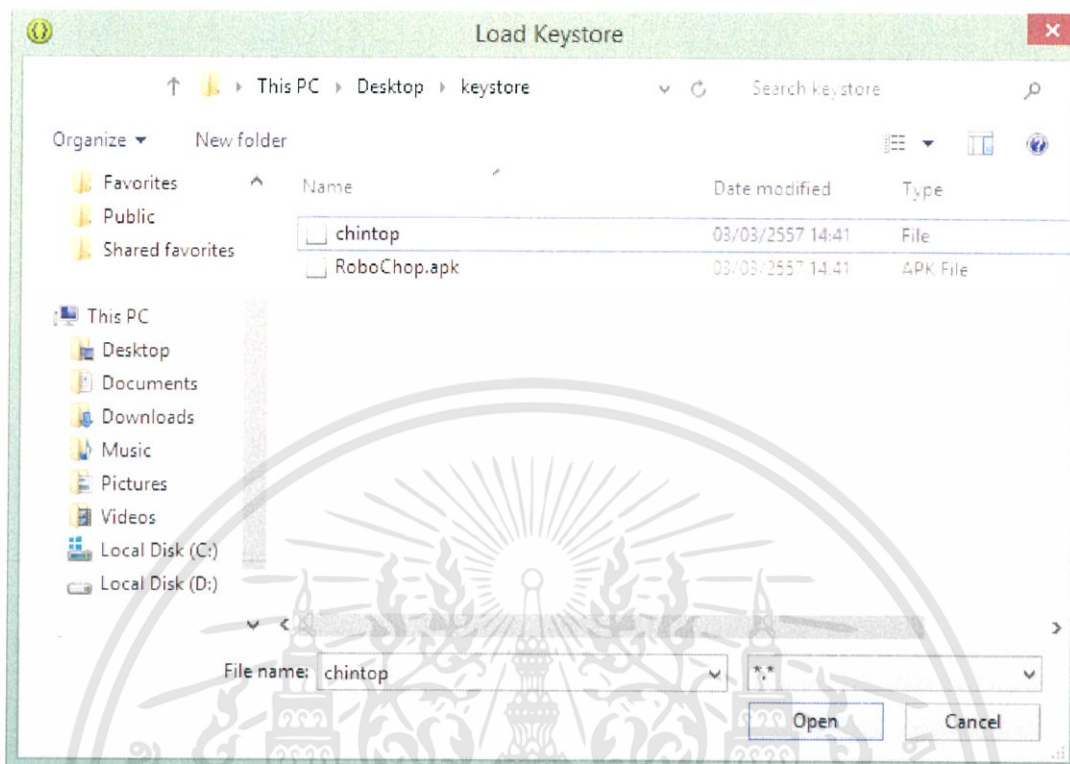 Load Keystore
This PC Desktop keystore Search keystore
Organize New folder
Favorites
Public
Shared favorites
This PC
Desktop
Documents
Downloads
Music
Pictures
Videos
Local Disk (C:)
Local Disk (D:)
Name Date modified Type
chintop 03/03/2557 14:41 File
RoboChop.apk 03/03/2557 14:41 APK File
File name: chintop *.*
Open Cancel